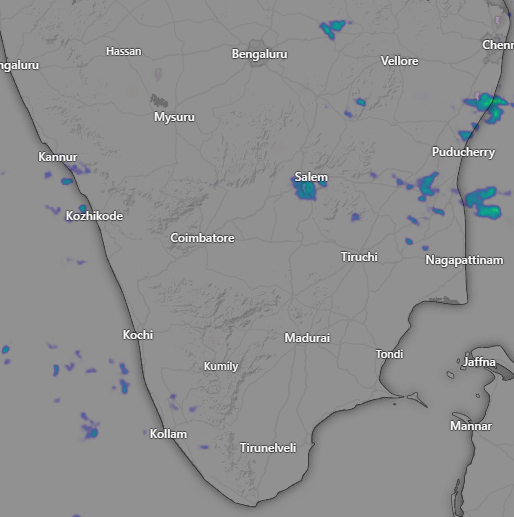 Hassan
Bengaluru
Chenn
ngaluru
Vellore
Mysuru
Kannur
Puducherry
Salem
Kozhikode
Coimbatore
Tiruchi
Nagapattinam
Kochi
Madurai
Tondi
Kumily
Jaffna
Mannar
Kollam
Tirunelveli